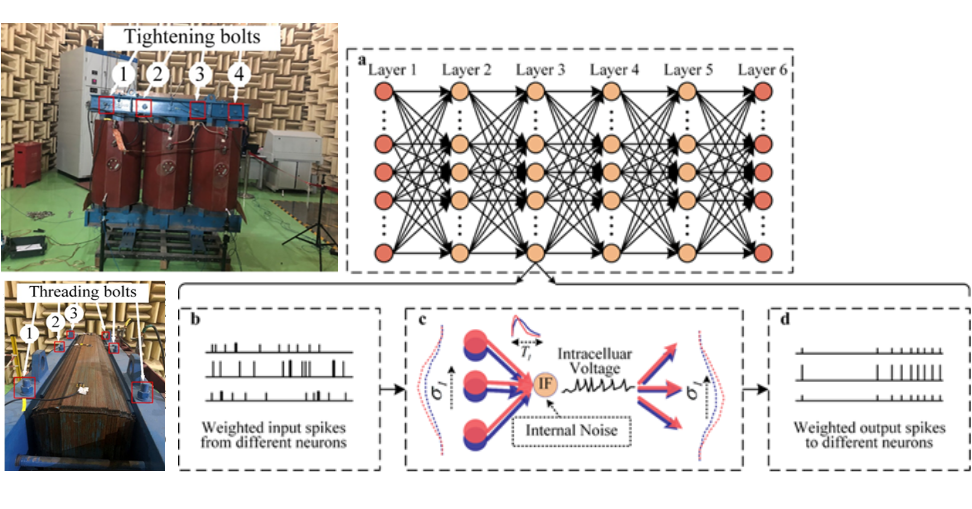 Tightening bolts
1 2 3 4
a
Layer 1 Layer 2 Layer 3 Layer 4 Layer 5 Layer 6
Threading bolts
1 2 3
b
Weighted input spikes
from different neurons
c
T_l
σ_l
Intracelluar
Voltage
IF
Internal Noise
σ_l
d
Weighted output spikes
to different neurons